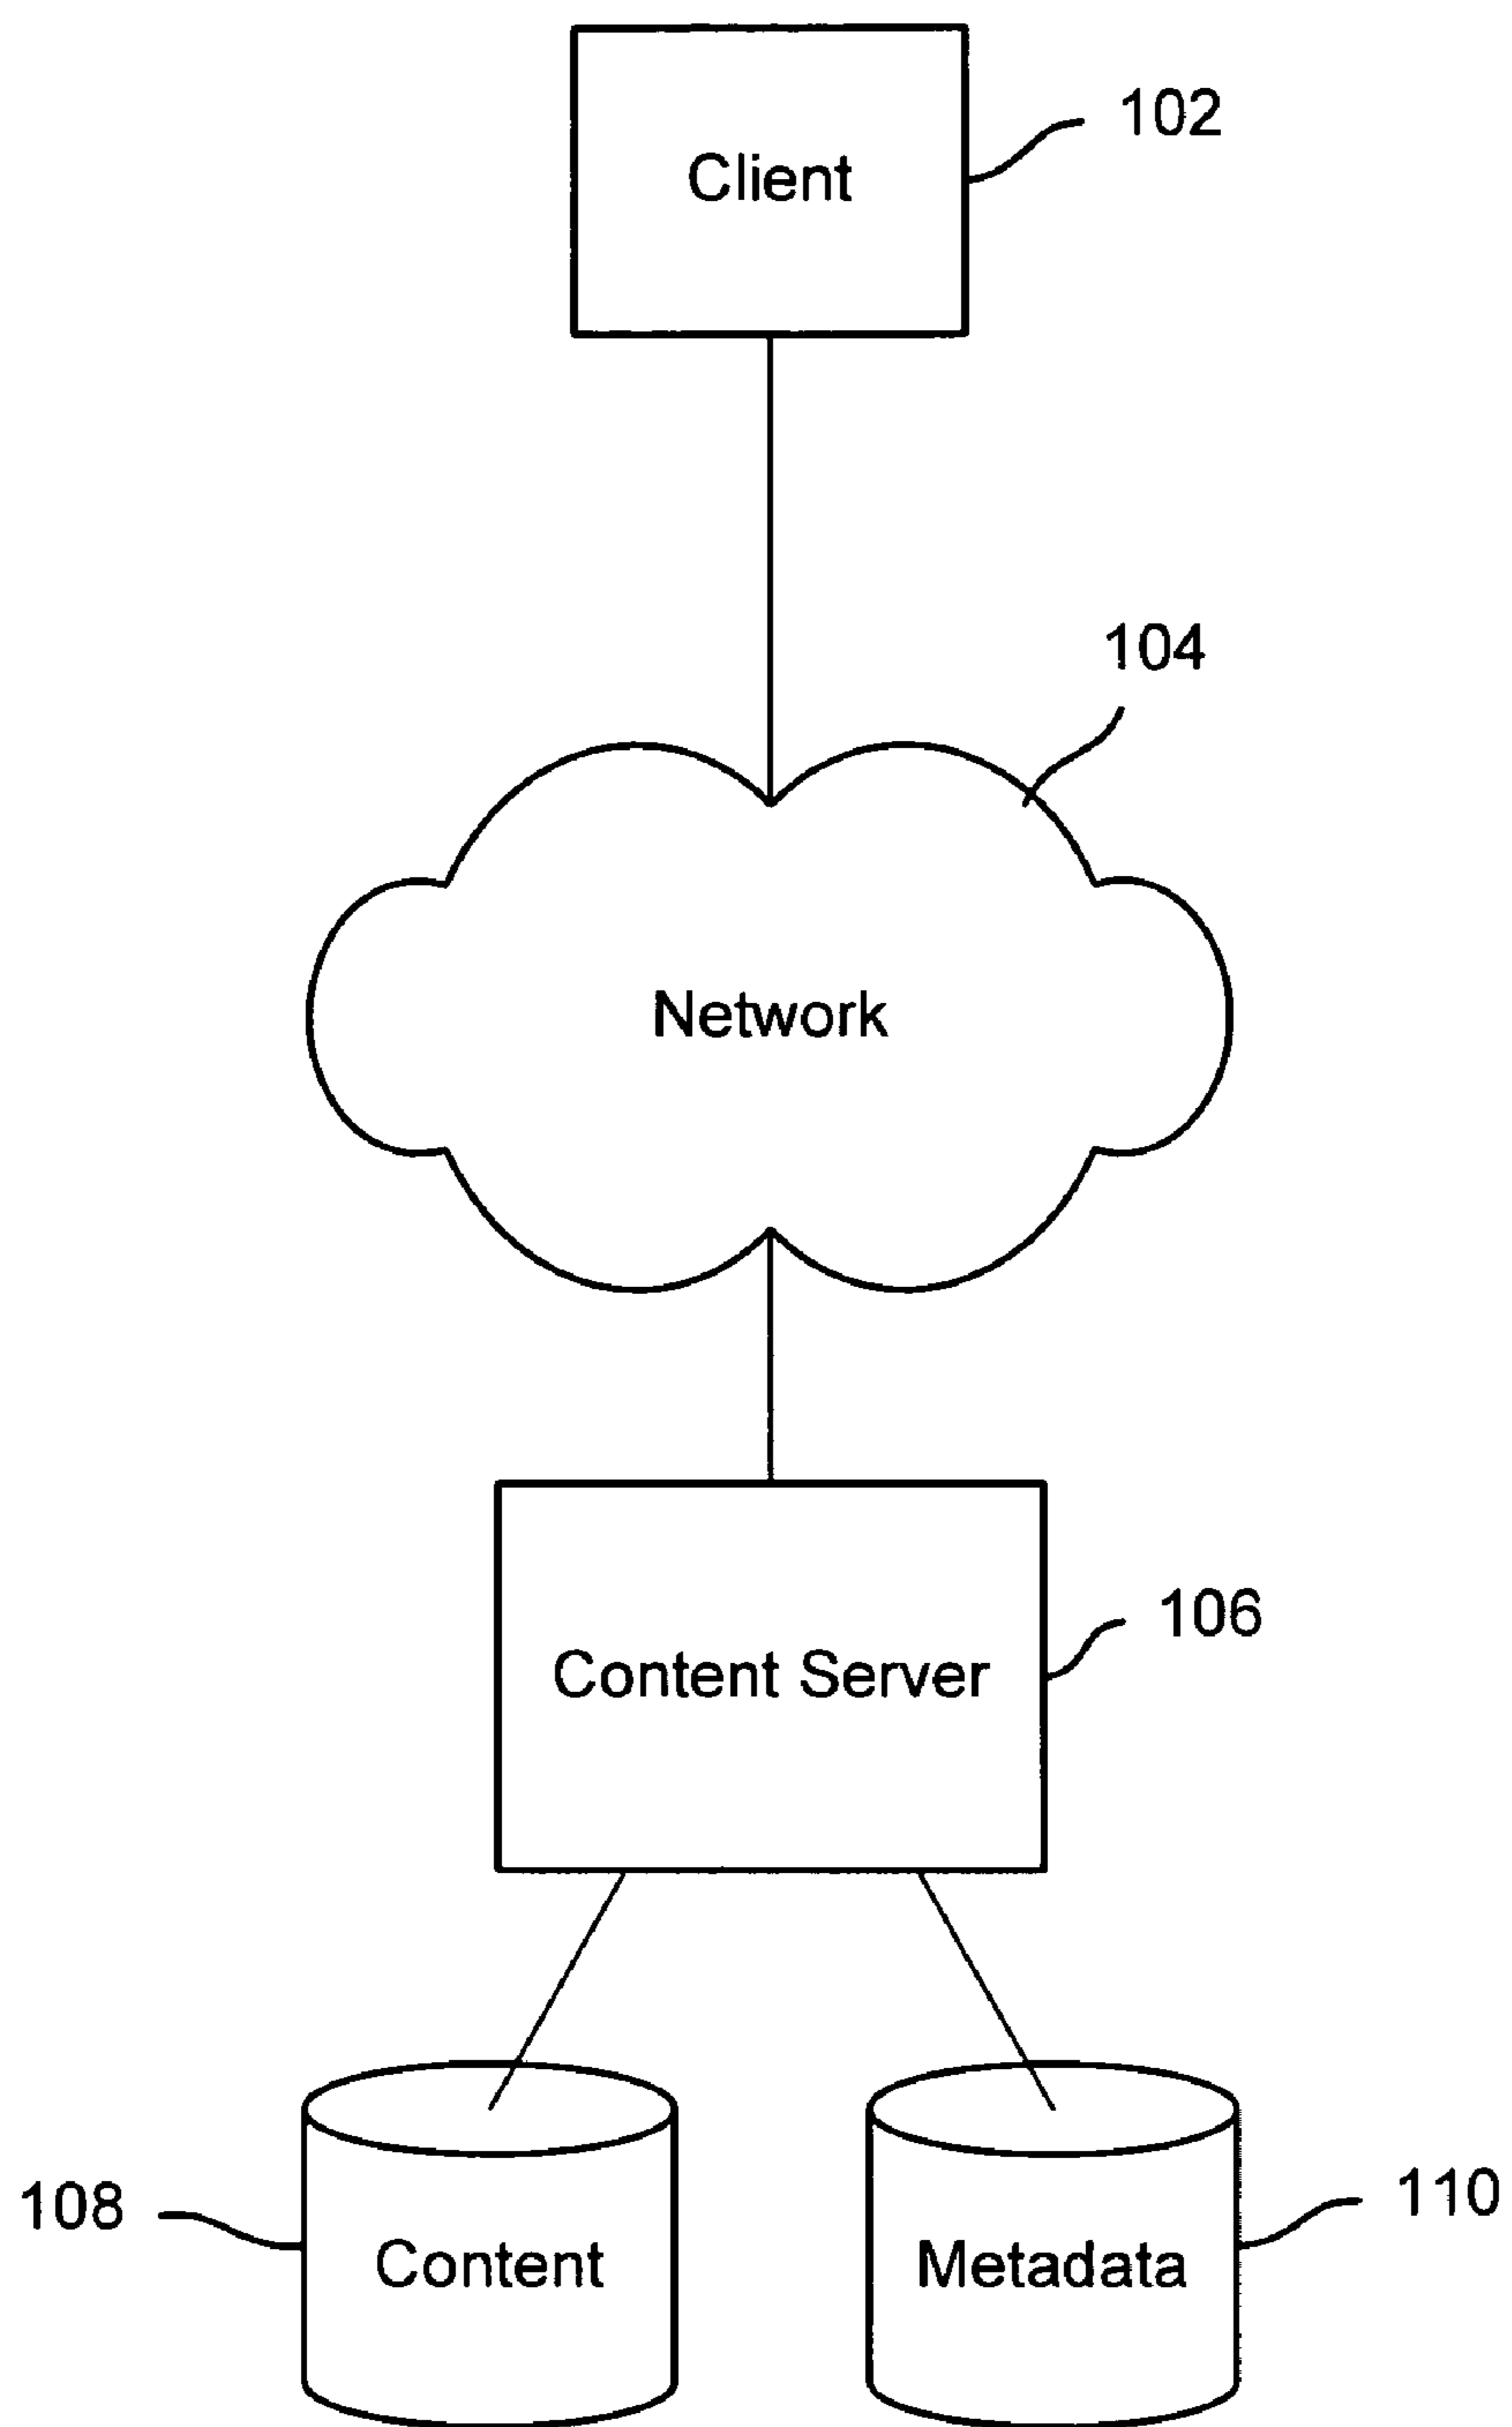 Client
102
104
Network
Content Server
106
108
Content
Metadata
110